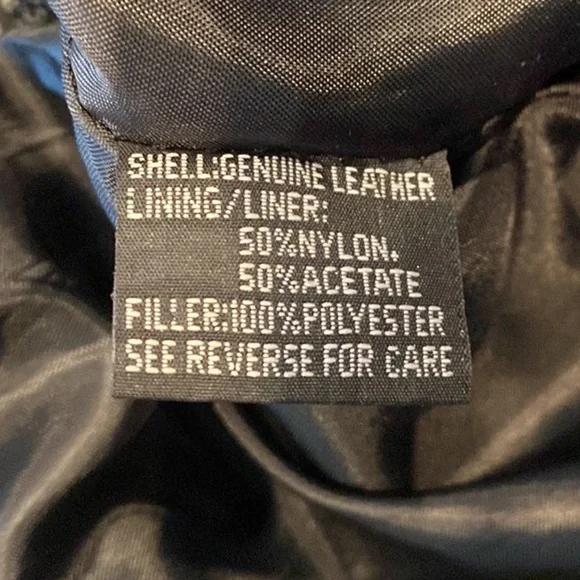 SHELL:GENUINE LEATHER
LINING/LINER:
50%NYLON.
50%ACETATE
FILLER:100%POLYESTER
SEE REVERSE FOR CARE